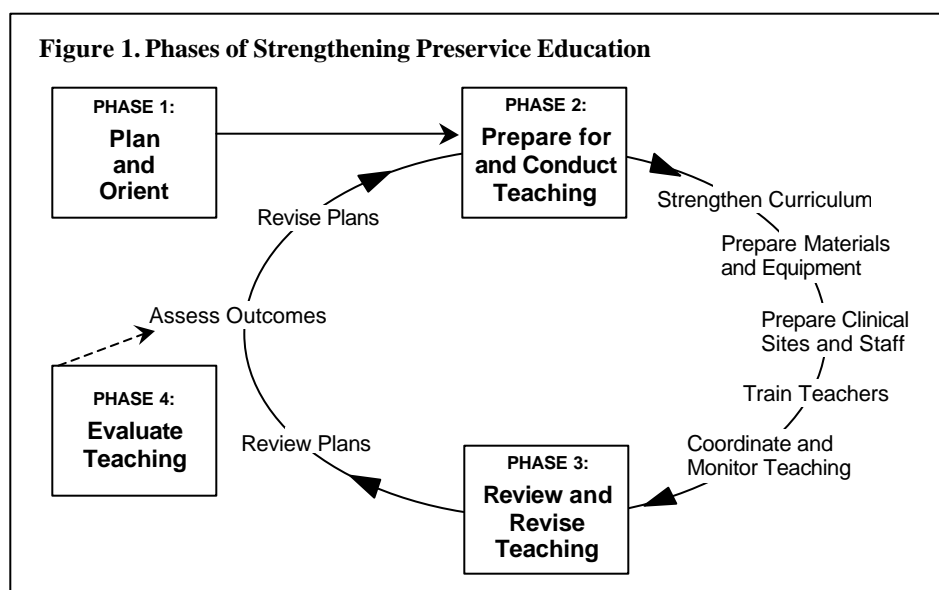 Figure 1. Phases of Strengthening Preservice Education
PHASE 1:
Plan
and
Orient
PHASE 2:
Prepare for
and Conduct
Teaching
Strengthen Curriculum
Prepare Materials
and Equipment
Prepare Clinical
Sites and Staff
Train Teachers
Coordinate and
Monitor Teaching
PHASE 3:
Review and
Revise
Teaching
Review Plans
PHASE 4:
Evaluate
Teaching
Assess Outcomes
Revise Plans